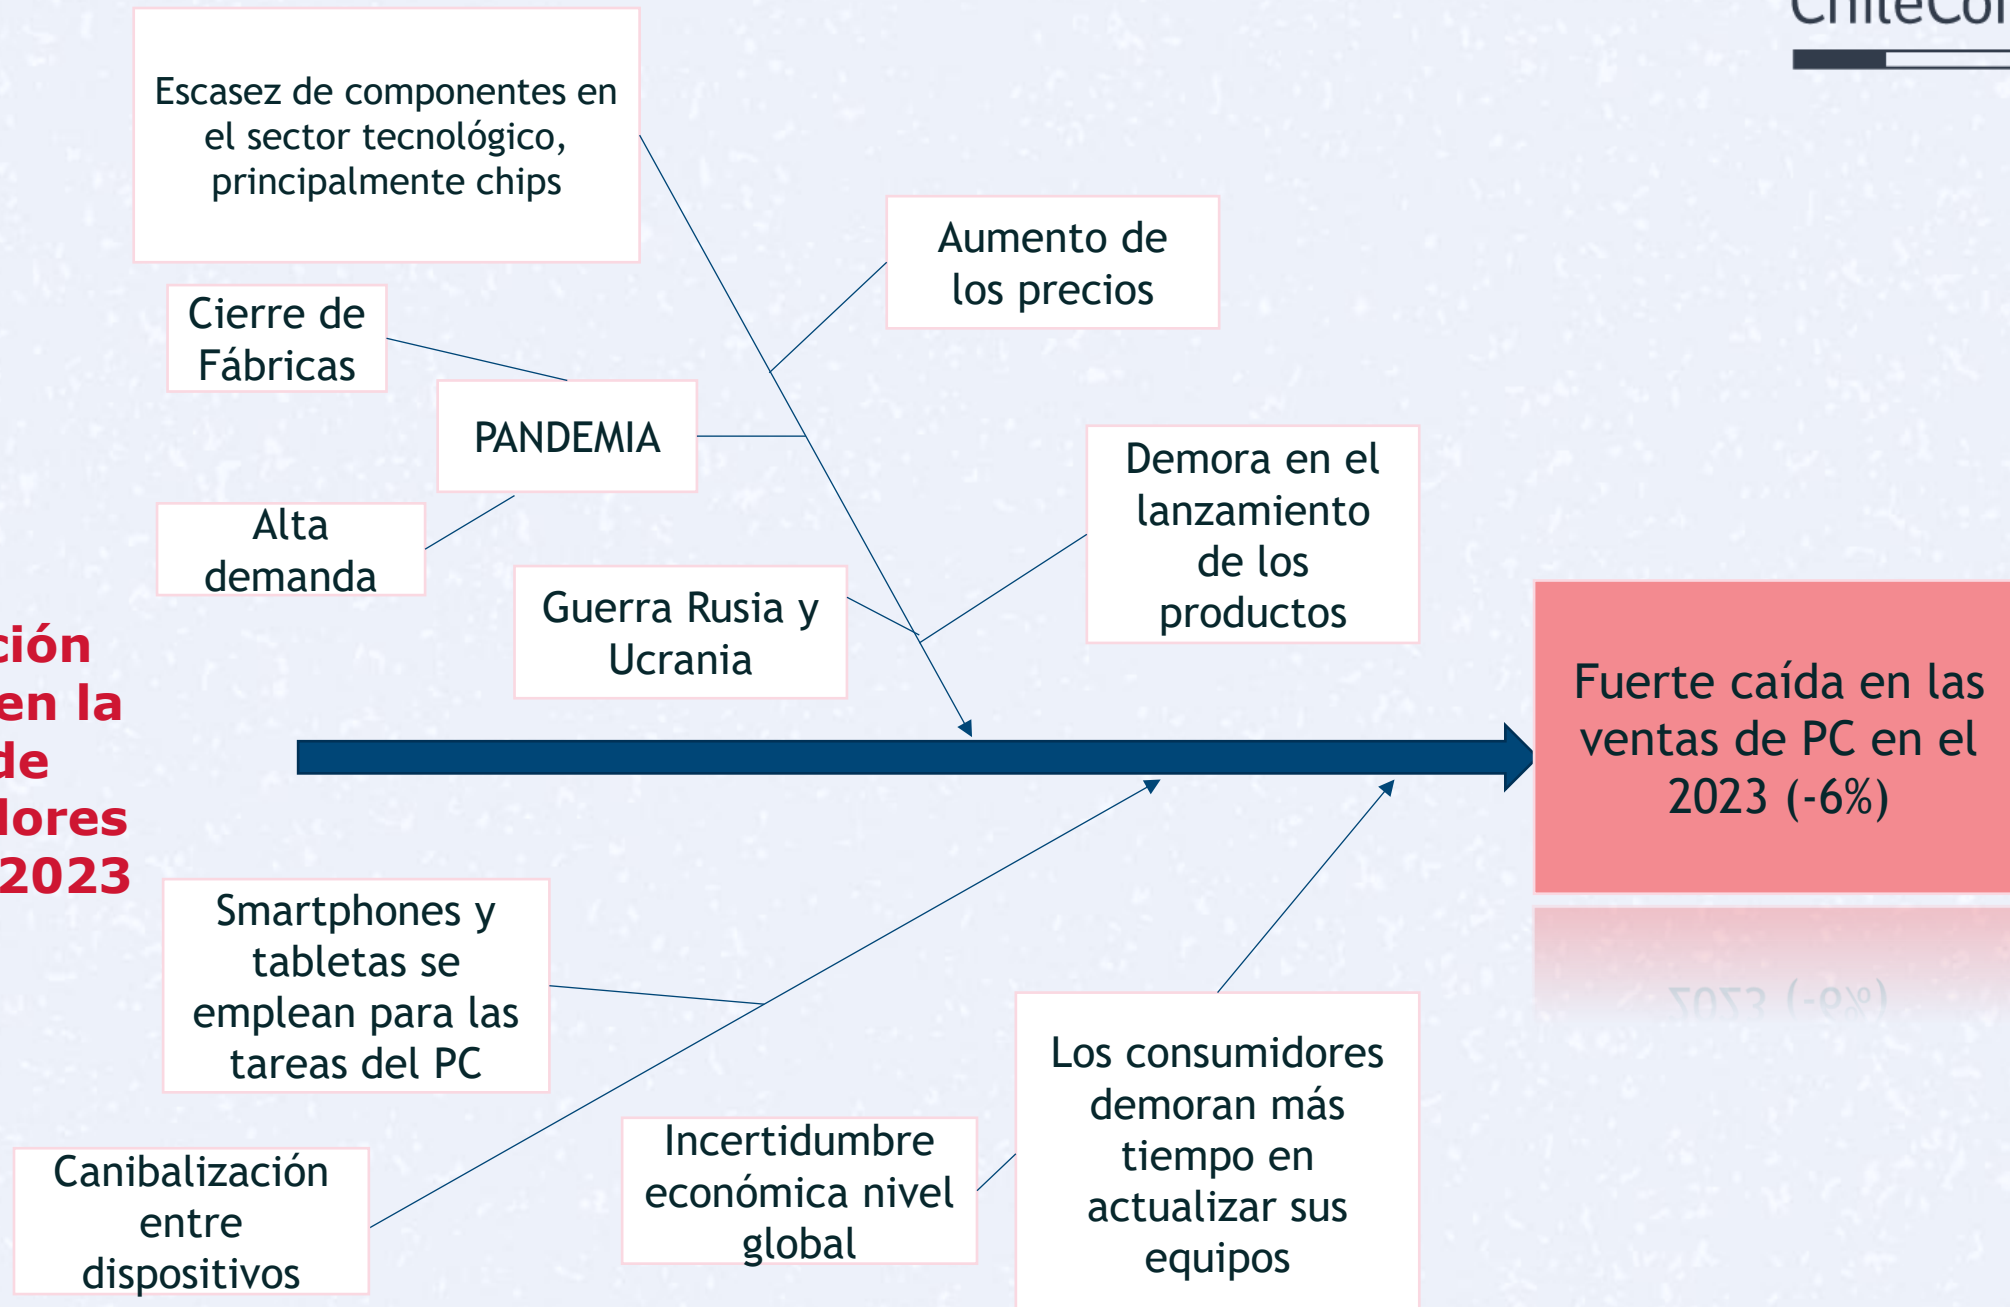 Escasez de componentes en
el sector tecnológico,
principalmente chips
Aumento de
los precios
Cierre de
Fábricas
PANDEMIA
Alta
demanda
Demora en el
lanzamiento
de los
productos
Guerra Rusia y
Ucrania
en la
de
2023
Fuerte caída en las
ventas de PC en el
2023 (-6%)
Smartphones y
tabletas se
emplean para las
tareas del PC
Los consumidores
demoran más
tiempo en
actualizar sus
equipos
Incertidumbre
económica nivel
global
Canibalización
entre
dispositivos